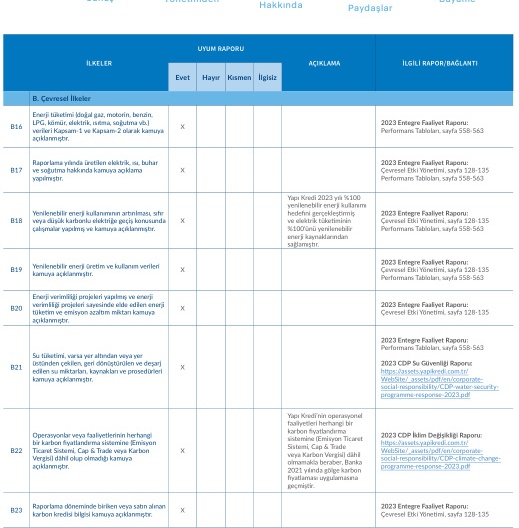 Hakkında
Paydaşlar
İLKELER
UYUM RAPORU
AÇIKLAMA
İLGİLİ RAPOR/BAĞLANTI
Evet
Hayır
Kısmen
İlgisiz
B. Çevresel İlkeler
B16
Enerji tüketimi (doğal gaz, motorin, benzin,
LPG, kömür, elektrik, ısıtma, soğutma vb.)
verileri Kapsam-1 ve Kapsam-2 olarak kamuya
açıklanmıştır.
X
2023 Entegre Faaliyet Raporu:
Performans Tabloları, sayfa 558-563
B17
Raporlama yılında üretilen elektrik, ısı, buhar
ve soğutma hakkında kamuya açıklama
yapılmıştır.
X
2023 Entegre Faaliyet Raporu:
Çevresel Etki Yönetimi, sayfa 128-135
Performans Tabloları, sayfa 558-563
B18
Yenilenebilir enerji kullanımının artırılması, sıfır
veya düşük karbonlu elektriğe geçiş konusunda
çalışmalar yapılmış ve kamuya açıklanmıştır.
X
Yapı Kredi 2023 yılı %100
yenilenebilir enerji kullanımı
hedefini gerçekleştirmiş
ve elektrik tüketiminin
%100'ünü yenilenebilir
enerji kaynaklarından
sağlamıştır.
2023 Entegre Faaliyet Raporu:
Çevresel Etki Yönetimi, sayfa 128-135
Performans Tabloları, sayfa 558-563
B19
Yenilenebilir enerji üretim ve kullanım verileri
kamuya açıklanmıştır.
X
2023 Entegre Faaliyet Raporu:
Çevresel Etki Yönetimi, sayfa 128-135
Performans Tabloları, sayfa 558-563
B20
Enerji verimliliği projeleri yapılmış ve enerji
verimliliği projeleri sayesinde elde edilen enerji
tüketim ve emisyon azaltım miktarı kamuya
açıklanmıştır.
X
2023 Entegre Faaliyet Raporu:
Çevresel Etki Yönetimi, sayfa 128-135
B21
Su tüketimi, varsa yer altından veya yer
üstünden çekilen, geri dönüştürülen ve deşarj
edilen su miktarları, kaynakları ve prosedürleri
kamuya açıklanmıştır.
X
2023 Entegre Faaliyet Raporu:
Performans Tabloları, sayfa 558-563
2023 CDP Su Güvenliği Raporu:
https://assets.yapikredi.com.tr/
WebSite/_assets/pdf/en/corporate-
social-responsibility/CDP-water-security-
programme-response-2023.pdf
B22
Operasyonlar veya faaliyetlerinin herhangi
bir karbon fiyatlandırma sistemine (Emisyon
Ticaret Sistemi, Cap & Trade veya Karbon
Vergisi) dâhil olup olmadığı kamuya
açıklanmıştır.
X
Yapı Kredi'nin operasyonel
faaliyetleri herhangi bir
karbon fiyatlandırma
sistemine (Emisyon Ticaret
Sistemi, Cap & Trade
veya Karbon Vergisi) dâhil
olmamakla beraber, Banka
2021 yılında gölge karbon
fiyatlaması uygulamasına
geçmiştir.
2023 CDP İklim Değişikliği Raporu:
https://assets.yapikredi.com.tr/
WebSite/_assets/pdf/en/corporate-
social-responsibility/CDP-climate-change-
programme-response-2023.pdf
B23
Raporlama döneminde biriken veya satın alınan
karbon kredisi bilgisi kamuya açıklanmıştır.
X
2023 Entegre Faaliyet Raporu:
Çevresel Etki Yönetimi, sayfa 128-135